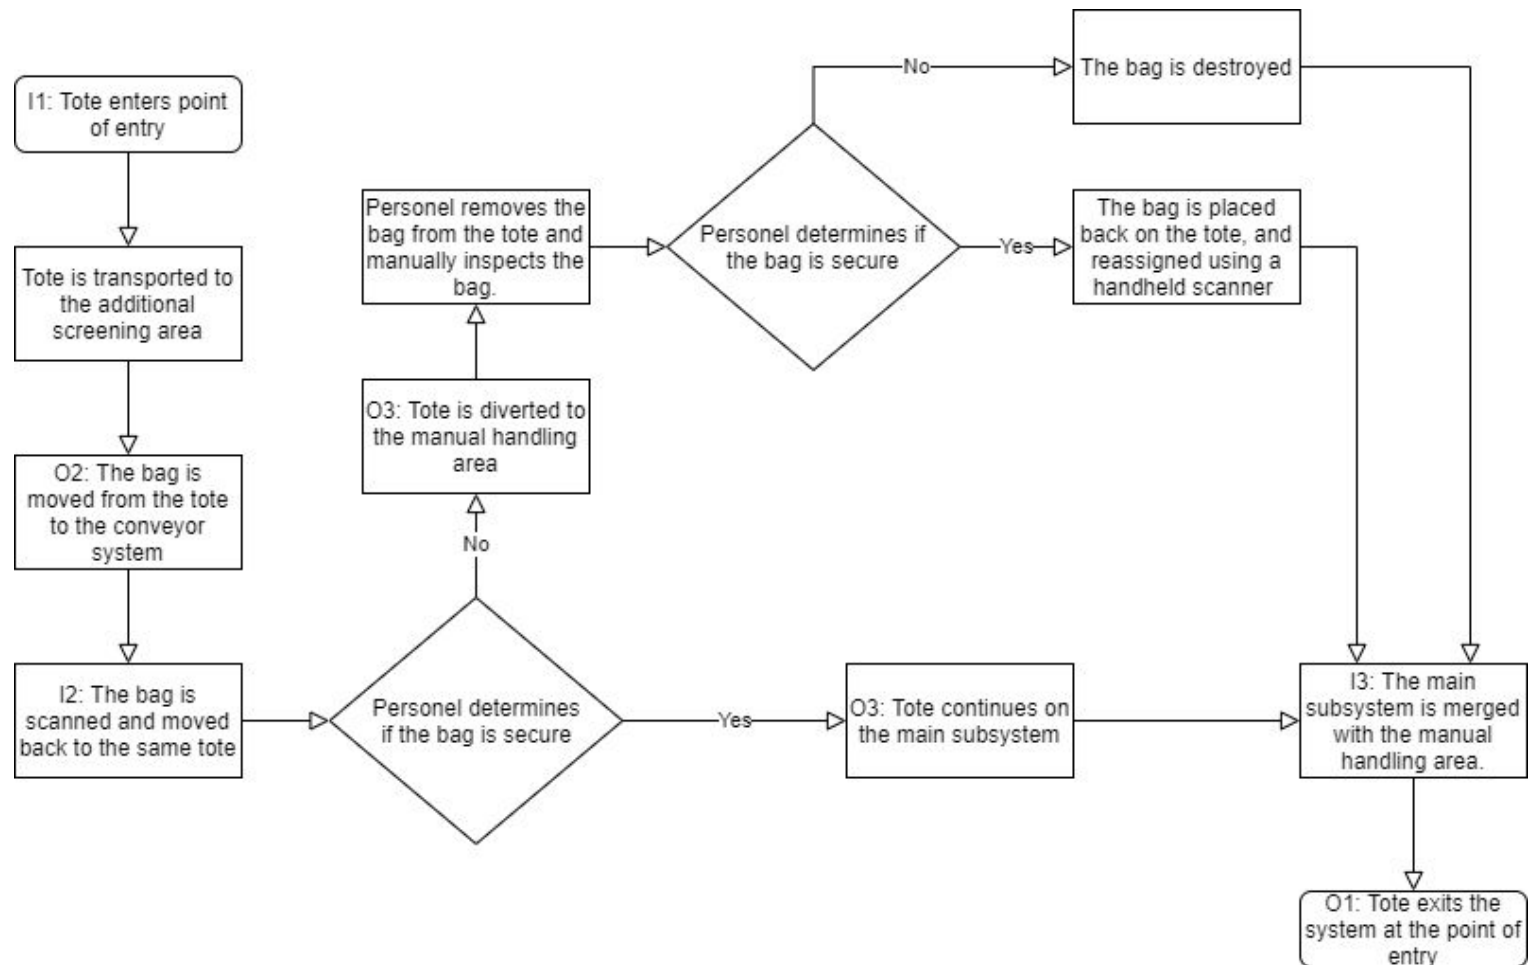 I1: Tote enters point
of entry
Tote is transported to
the additional
screening area
O2: The bag is
moved from the tote
to the conveyor
system
I2: The bag is
scanned and moved
back to the same tote
Personel determines
if the bag is secure
No
O3: Tote is diverted to
the manual handling
area
Personel removes the
bag from the tote and
manually inspects the
bag.
Personel determines if
the bag is secure
No
The bag is destroyed
Yes
The bag is placed
back on the tote, and
reassigned using a
handheld scanner
Yes
O3: Tote continues on
the main subsystem
I3: The main
subsystem is merged
with the manual
handling area.
O1: Tote exits the
system at the point of
entry